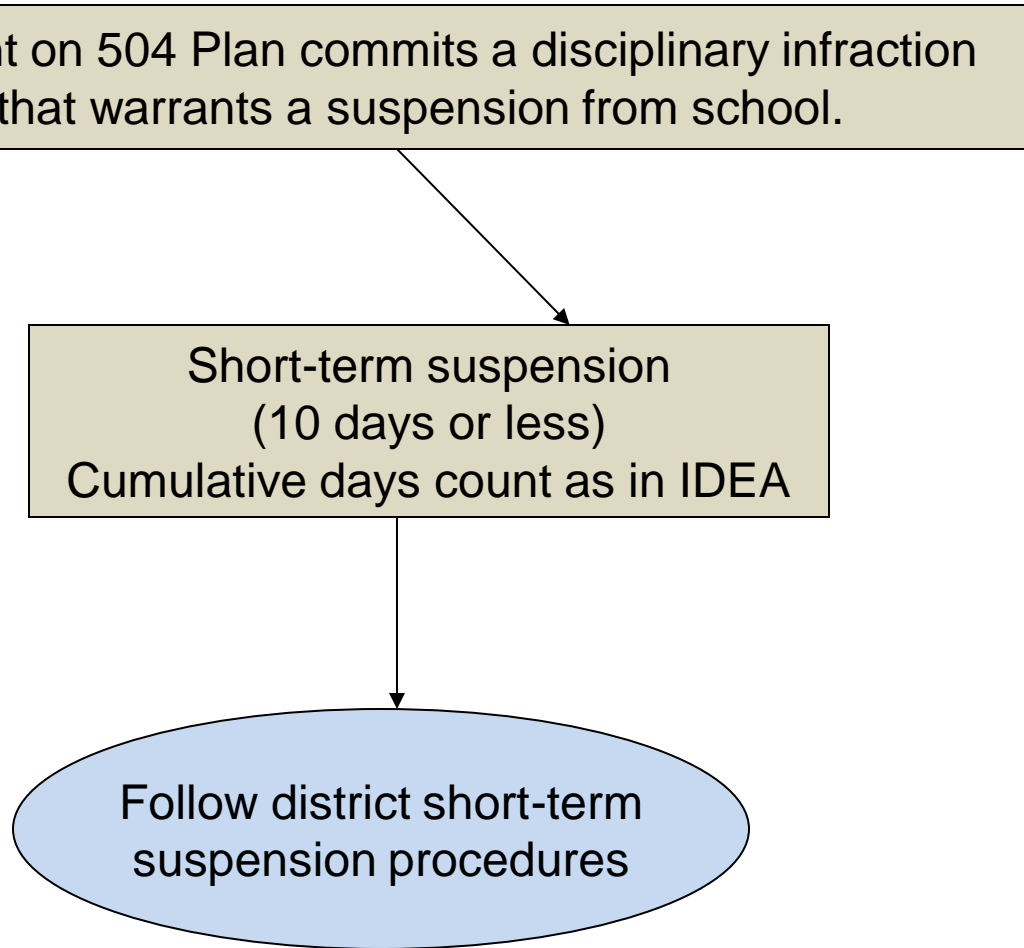 on 504 Plan commits a disciplinary infraction
that warrants a suspension from school.
Short-term suspension
(10 days or less)
Cumulative days count as in IDEA
Follow district short-term
suspension procedures